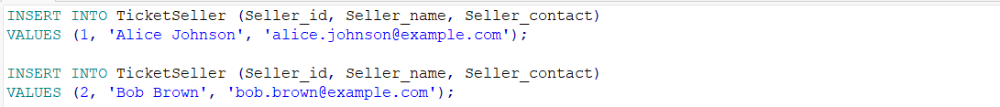 INSERT INTO TicketSeller (Seller_id, Seller_name, Seller_contact)
VALUES (1, 'Alice Johnson', 'alice.johnson@example.com');
INSERT INTO TicketSeller (Seller_id, Seller_name, Seller_contact)
VALUES (2, 'Bob Brown', 'bob.brown@example.com');